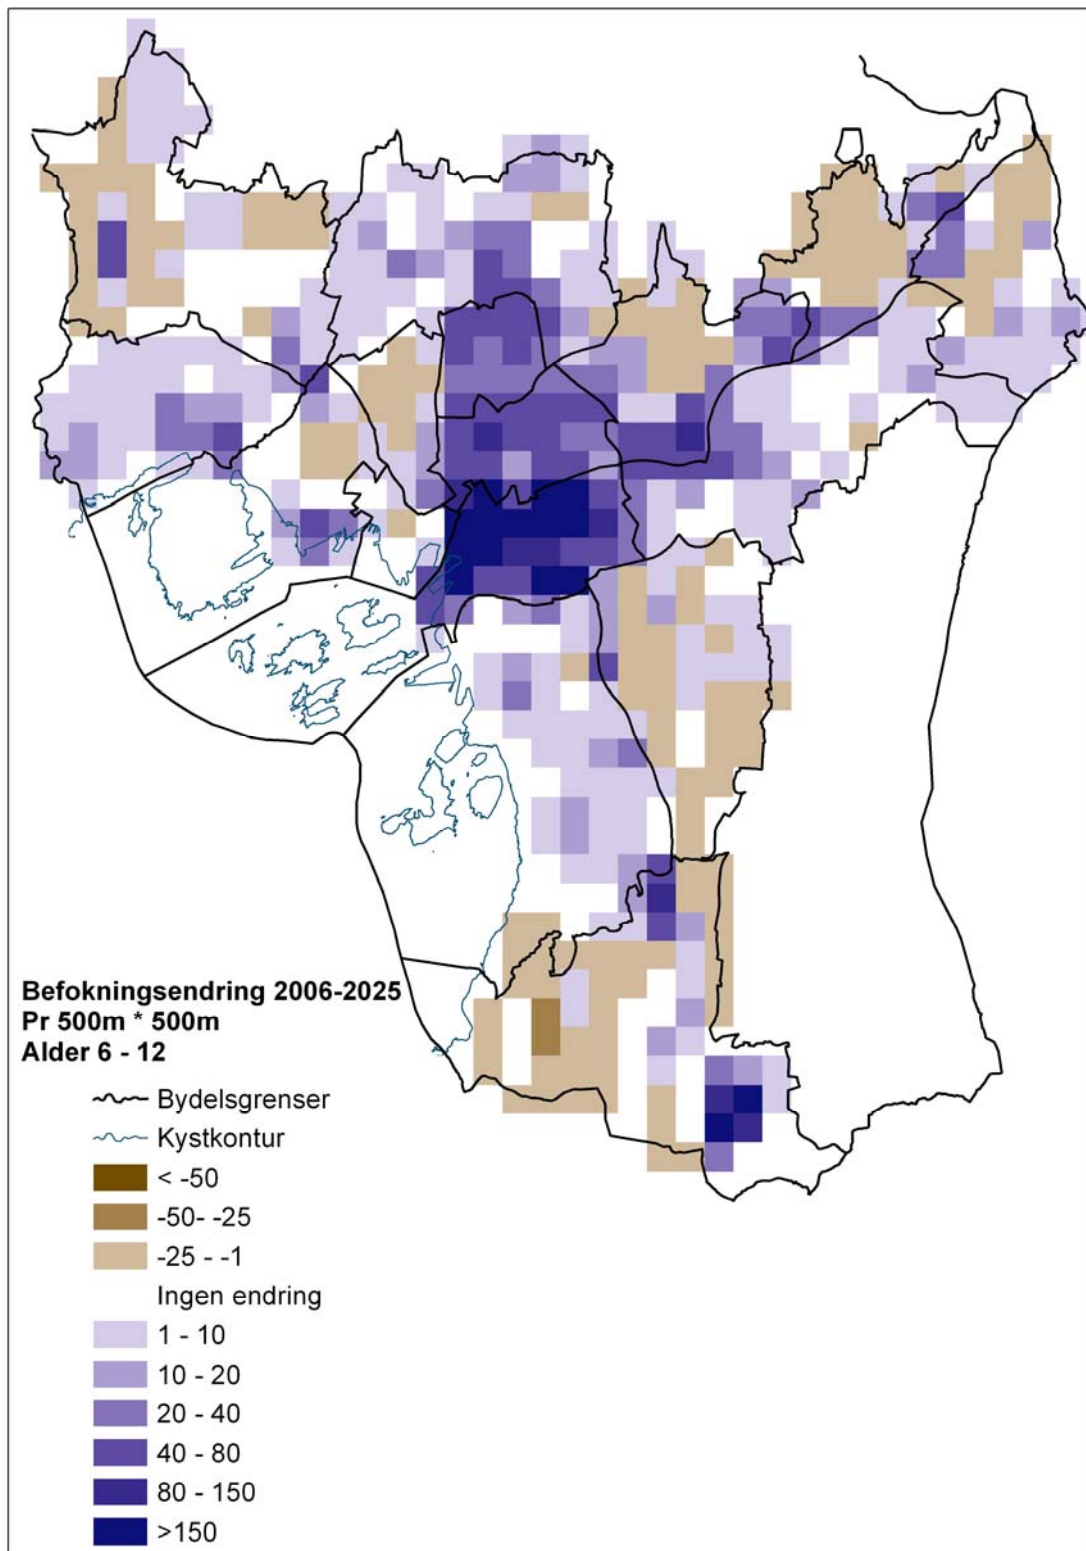 Befokningsendring 2006-2025
Pr 500m * 500m
Alder 6 - 12
Bydelsgrenser
Kystkontur
< -50
-50- -25
-25 - -1
Ingen endring
1 - 10
10 - 20
20 - 40
40 - 80
80 - 150
>150